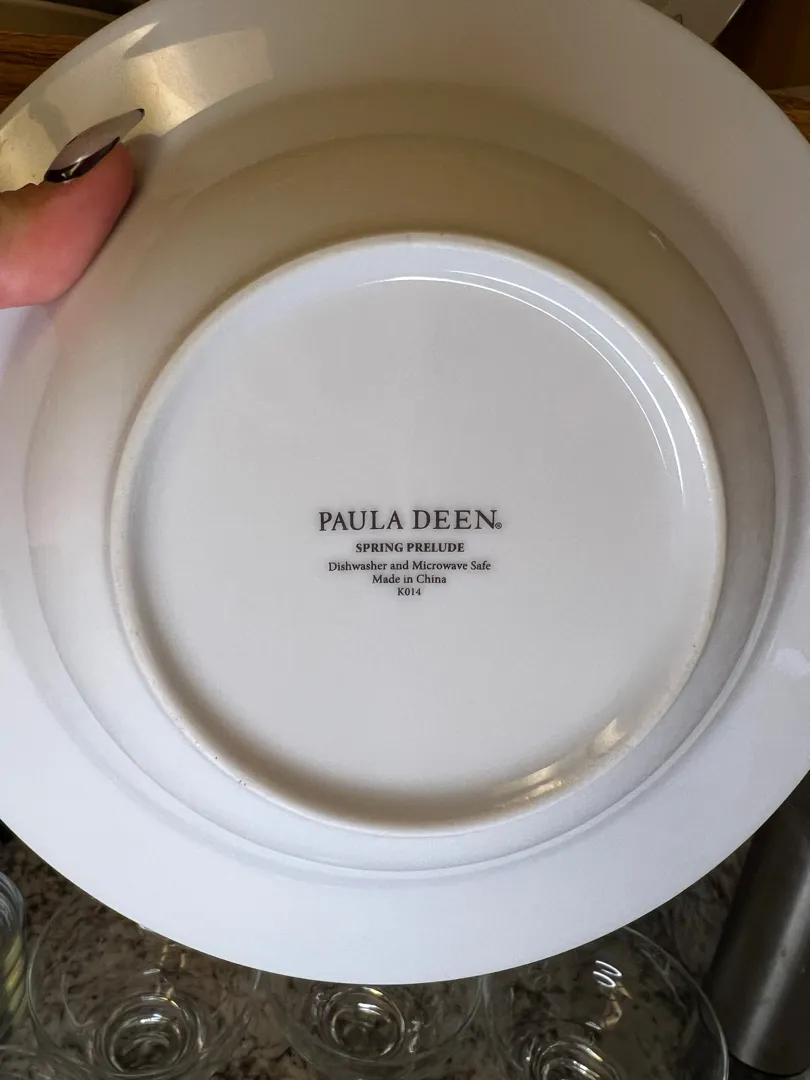 PAULA DEEN®
SPRING PRELUDE
Dishwasher and Microwave Safe
Made in China
K014